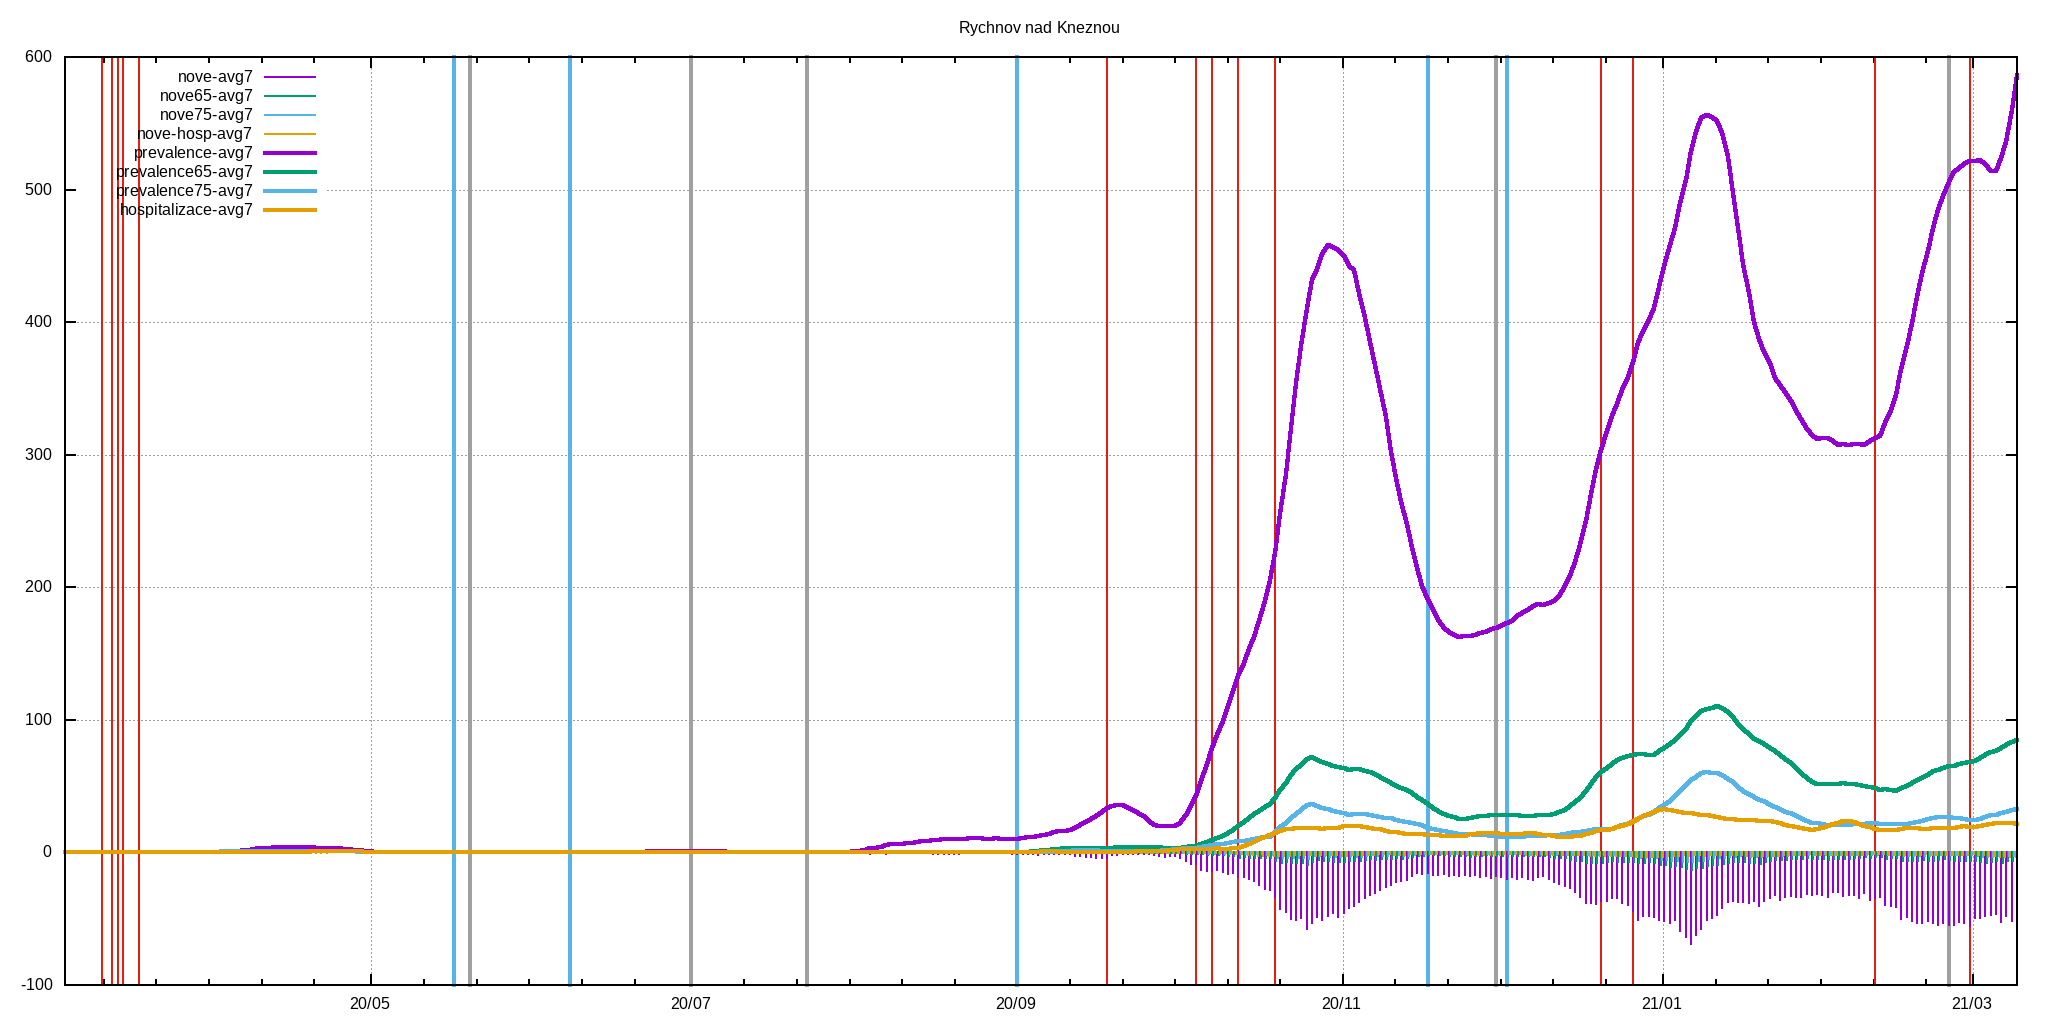 Rychnov nad Kneznou
600
500
400
300
200
100
0
-100
nove-avg7
nove65-avg7
nove75-avg7
nove-hosp-avg7
prevalence-avg7
prevalence65-avg7
prevalence75-avg7
hospitalizace-avg7
20/05
20/07
20/09
20/11
21/01
21/03